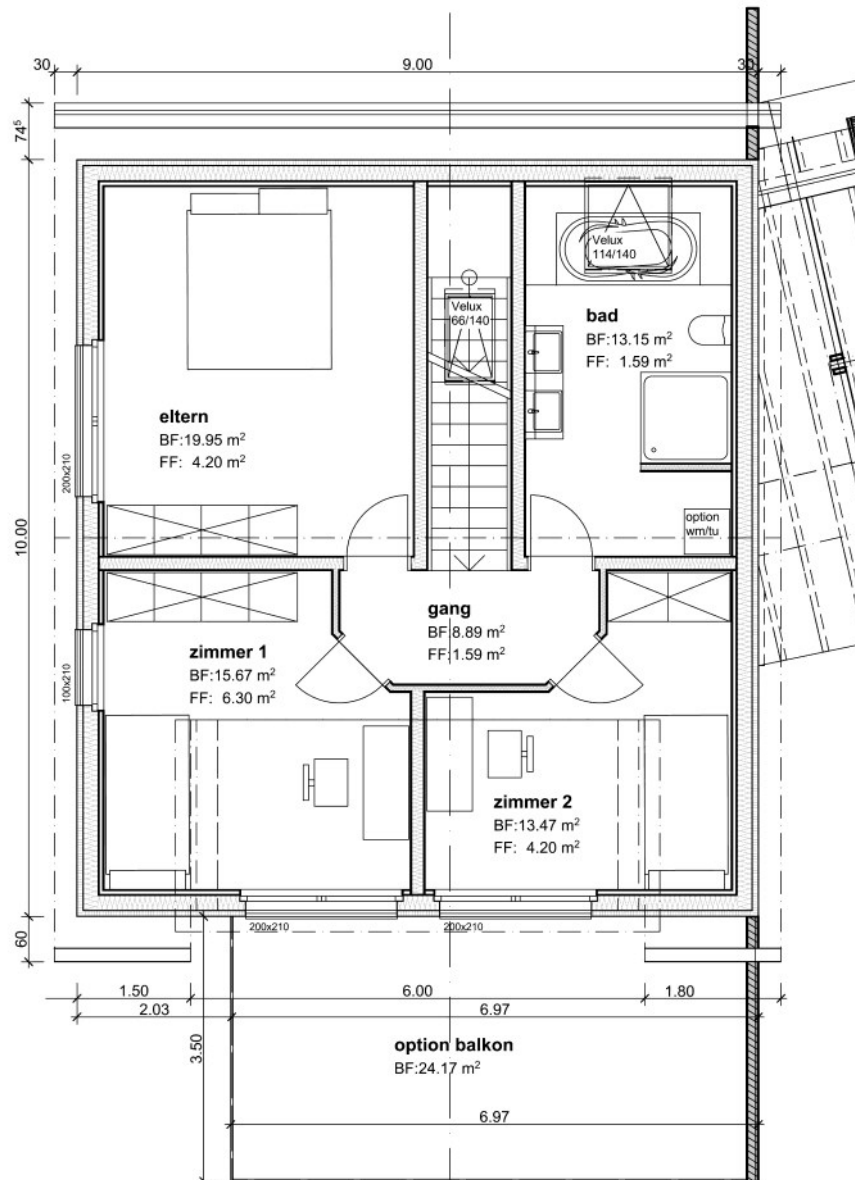 30
9.00
30
74⁵
Velux
114/140
Velux
66/140
bad
BF:13.15 m²
FF: 1.59 m²
eltern
BF:19.95 m²
FF: 4.20 m²
200x210
option
wm/tu
10.00
gang
BF:8.89 m²
FF:1.59 m²
zimmer 1
BF:15.67 m²
FF: 6.30 m²
100x210
zimmer 2
BF:13.47 m²
FF: 4.20 m²
200x210
200x210
60
1.50
6.00
1.80
2.03
6.97
3.50
option balkon
BF:24.17 m²
6.97